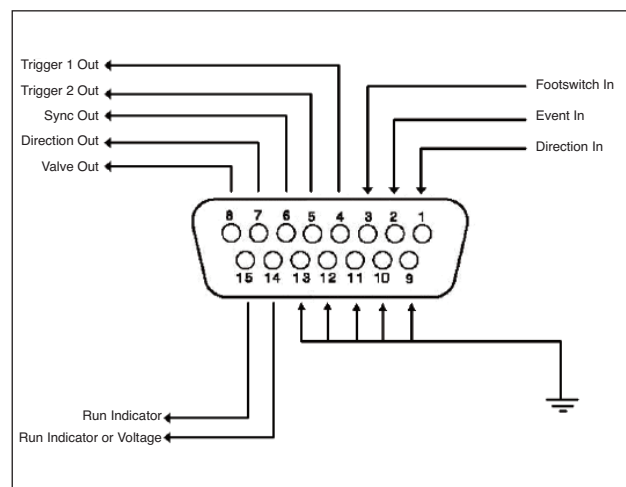 Trigger 1 Out
Trigger 2 Out
Sync Out
Direction Out
Valve Out
Footswitch In
Event In
Direction In
8 7 6 5 4 3 2 1
15 14 13 12 11 10 9
Run Indicator
Run Indicator or Voltage